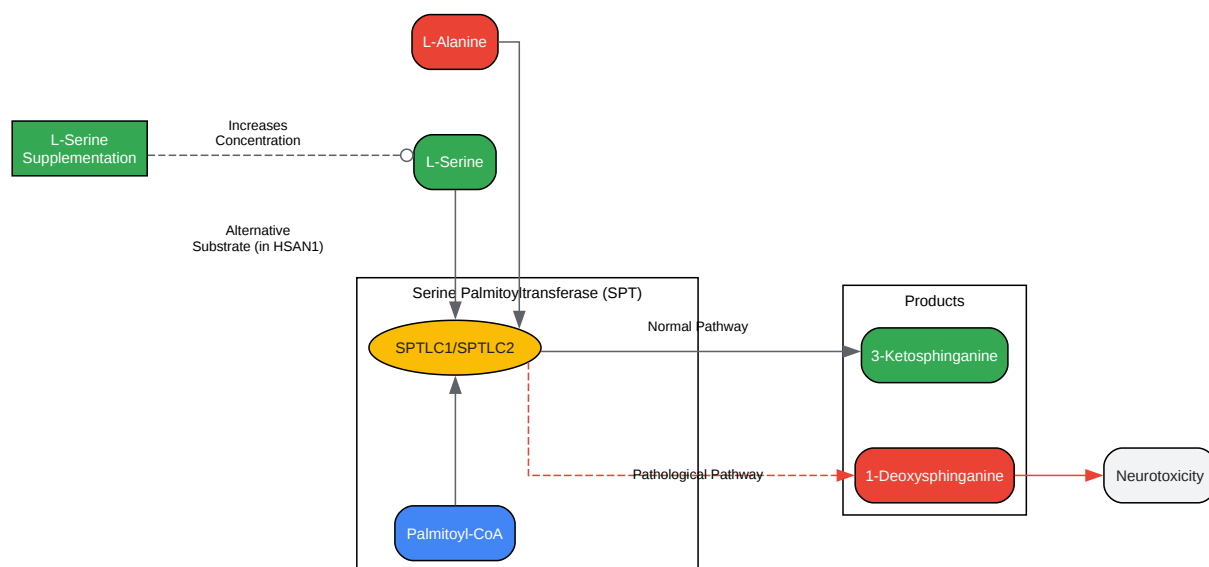 L-Alanine
Increases
Concentration
L-Serine
Supplementation
L-Serine
Alternative
Substrate (in HSAN1)
Serine Palmitoyltransferase (SPT)
Products
Normal Pathway
SPTLC1/SPTLC2
3-Ketosphinganine
Pathological Pathway
1-Deoxysphinganine
Neurotoxicity
Palmitoyl-CoA